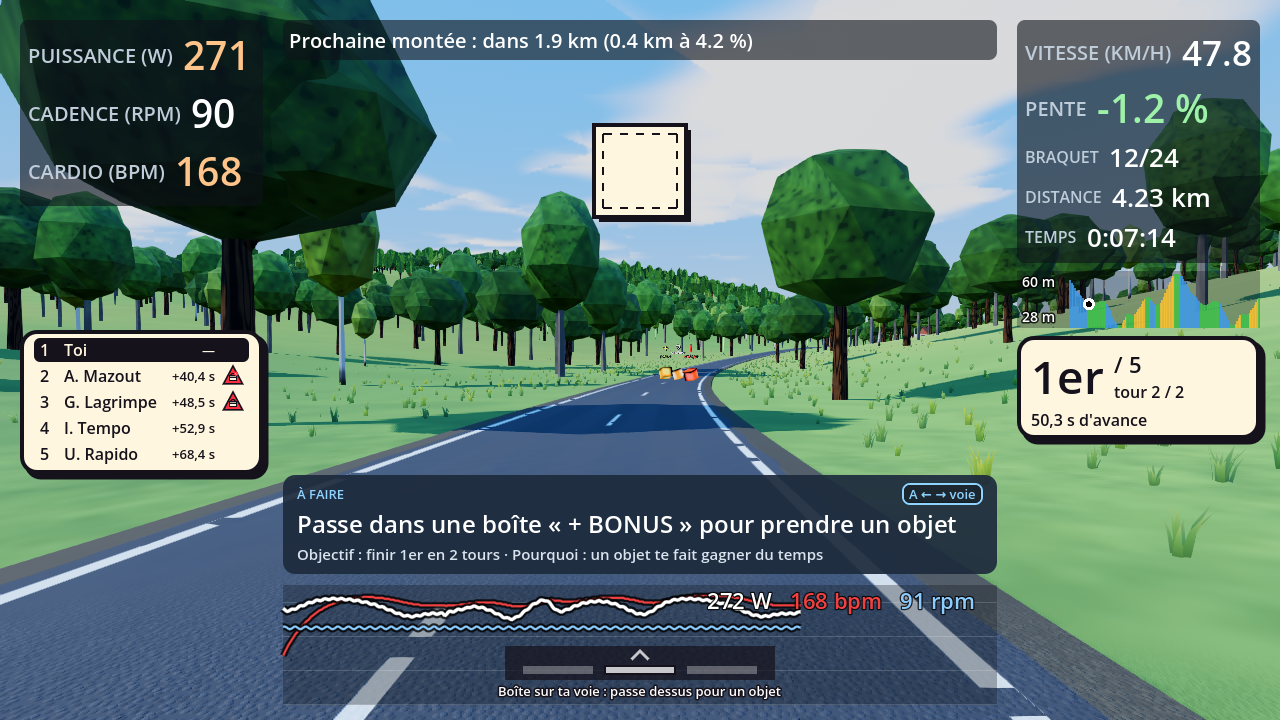 PUISSANCE (W) 271
CADENCE (RPM) 90
CARDIO (BPM) 168
Prochaine montée : dans 1.9 km (0.4 km à 4.2 %)
VITESSE (KM/H) 47.8
PENTE -1.2 %
BRAQUET 12/24
DISTANCE 4.23 km
TEMPS 0:07:14
60 m
28 m
1 Toi —
2 A. Mazout +40,4 s
3 G. Lagrimpe +48,5 s
4 I. Tempo +52,9 s
5 U. Rapido +68,4 s
1er / 5
tour 2 / 2
50,3 s d'avance
À FAIRE
A ← → voie
Passe dans une boîte « + BONUS » pour prendre un objet
Objectif : finir 1er en 2 tours · Pourquoi : un objet te fait gagner du temps
272 W 168 bpm 91 rpm
Boîte sur ta voie : passe dessus pour un objet